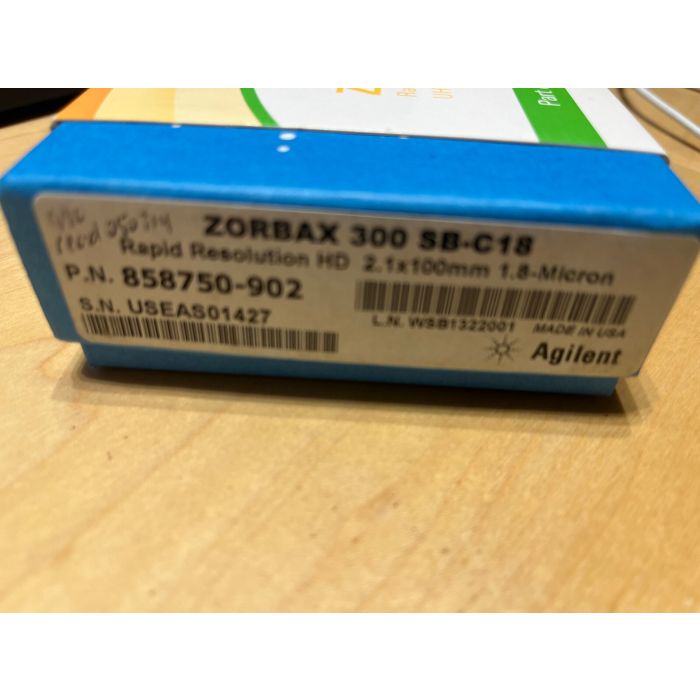 Part
ZORBAX 300 SB-C18
Rapid Resolution HD 2.1x100mm 1.8-Micron
P.N. 858750-902
S.N. USEAS01427
L.N. WSB1322001 MADE IN USA
Agilent